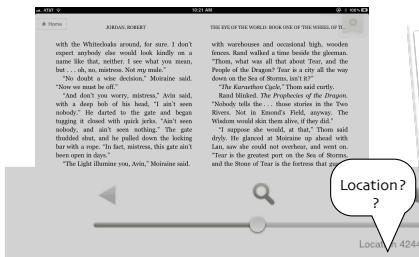 AT&T
10:21 AM
100%
Home
JORDAN, ROBERT
THE EYE OF THE WORLD: BOOK ONE OF THE WHEEL OF TI...
with the Whitecloaks around, for sure. I don't
expect anybody else would look kindly on a
name like that, neither. I see what you mean,
but . . . oh, no, mistress. Not my mule."
"No doubt a wise decision," Moiraine said.
"Now we must be off."
"And don't you worry, mistress," Avin said,
with a deep bob of his head, "I ain't seen
nobody." He darted to the gate and began
tugging it closed with quick jerks. "Ain't seen
nobody, and ain't seen nothing." The gate
thudded shut, and he pulled down the locking
bar with a rope. "In fact, mistress, this gate ain't
been open in days."
"The Light illumine you, Avin," Moiraine said.
with warehouses and occasional high, wooden
fences. Rand walked a time beside the gleeman.
"Thom, what was all that about Tear, and the
People of the Dragon? Tear is a city all the way
down on the Sea of Storms, isn't it?"
"The Karaethon Cycle," Thom said curtly.
Rand blinked. The Prophecies of the Dragon.
"Nobody tells the . . . those stories in the Two
Rivers. Not in Emond's Field, anyway. The
Wisdom would skin them alive, if they did."
"I suppose she would, at that," Thom said
dryly. He glanced at Moiraine up ahead with
Lan, saw she could not overhear, and went on.
"Tear is the greatest port on the Sea of Storms,
and the Stone of Tear is the fortress that
Location?
?
Location 4244